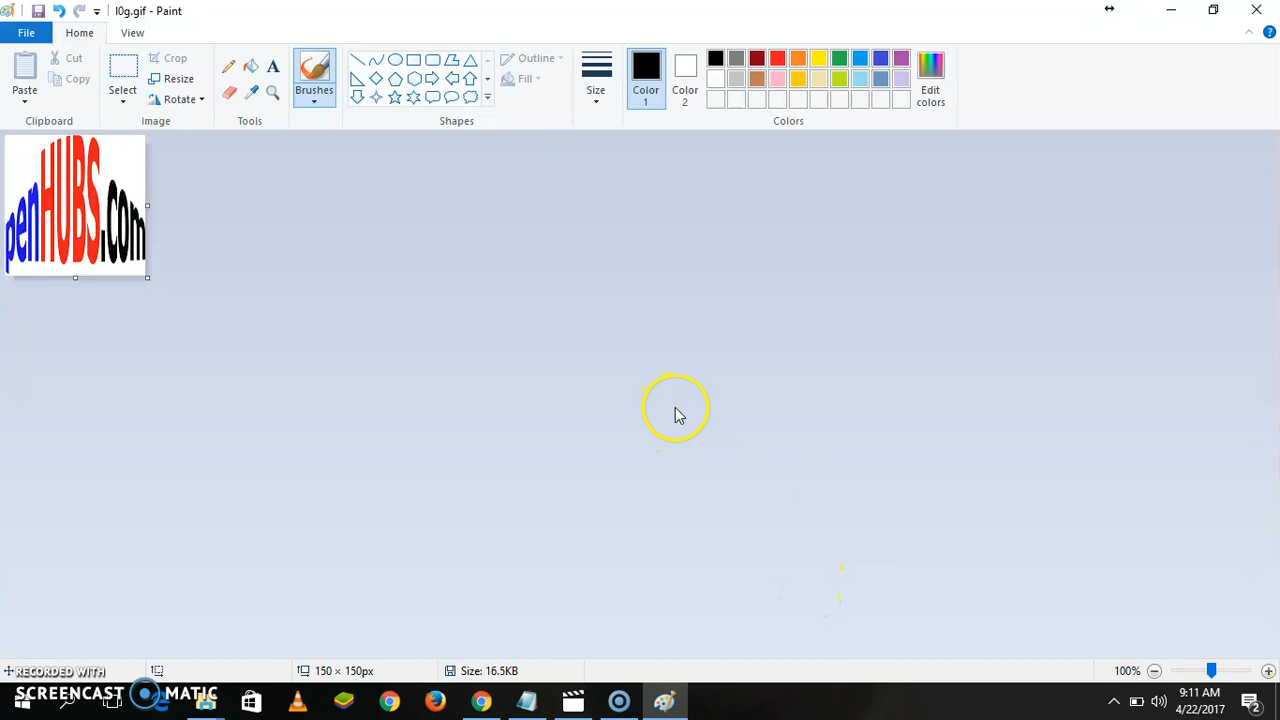 l0g.gif - Paint
File Home View
Paste Cut Copy Clipboard
Select Crop Resize Rotate Image
Tools
Brushes
Outline Fill Shapes
Size
Color 1 Color 2 Edit colors Colors
penHUBS.com
150 × 150px Size: 16.5KB 100%
RECORDED WITH
SCREENCAST MATIC
9:11 AM
4/22/2017
2